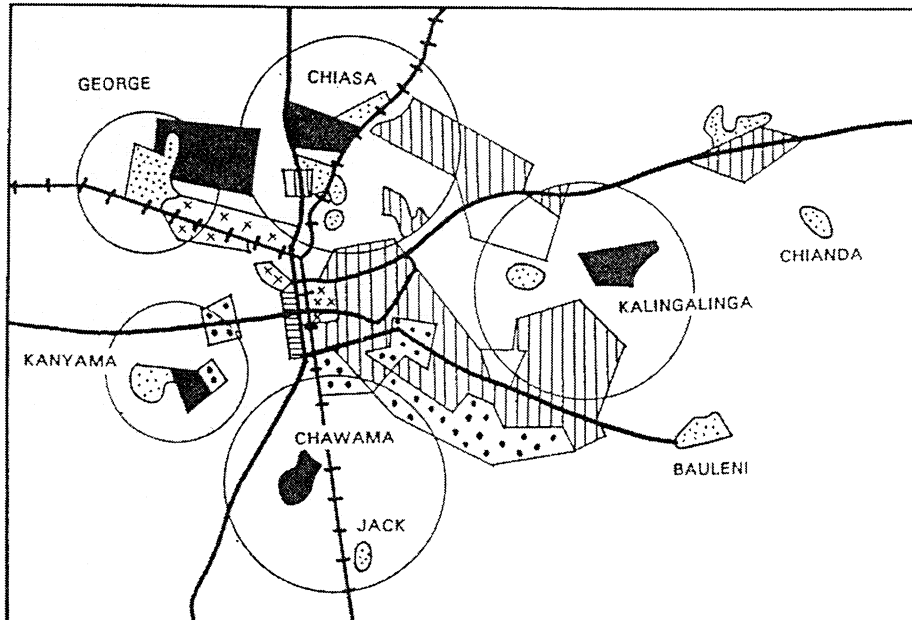 CHIASA
GEORGE
CHIANDA
KALINGALINGA
KANYAMA
CHAWAMA
BAULENI
JACK